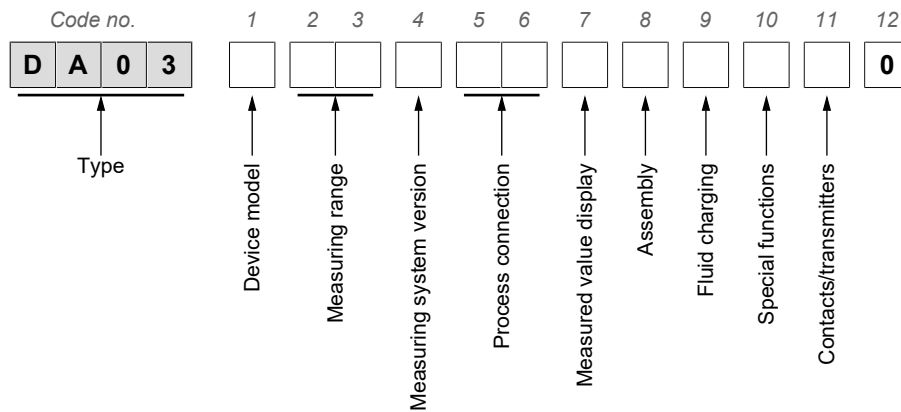 Code no. 1 2 3 4 5 6 7 8 9 10 11 12
D A 0 3 0
Type
Device model
Measuring range
Measuring system version
Process connection
Measured value display
Assembly
Fluid charging
Special functions
Contacts/transmitters